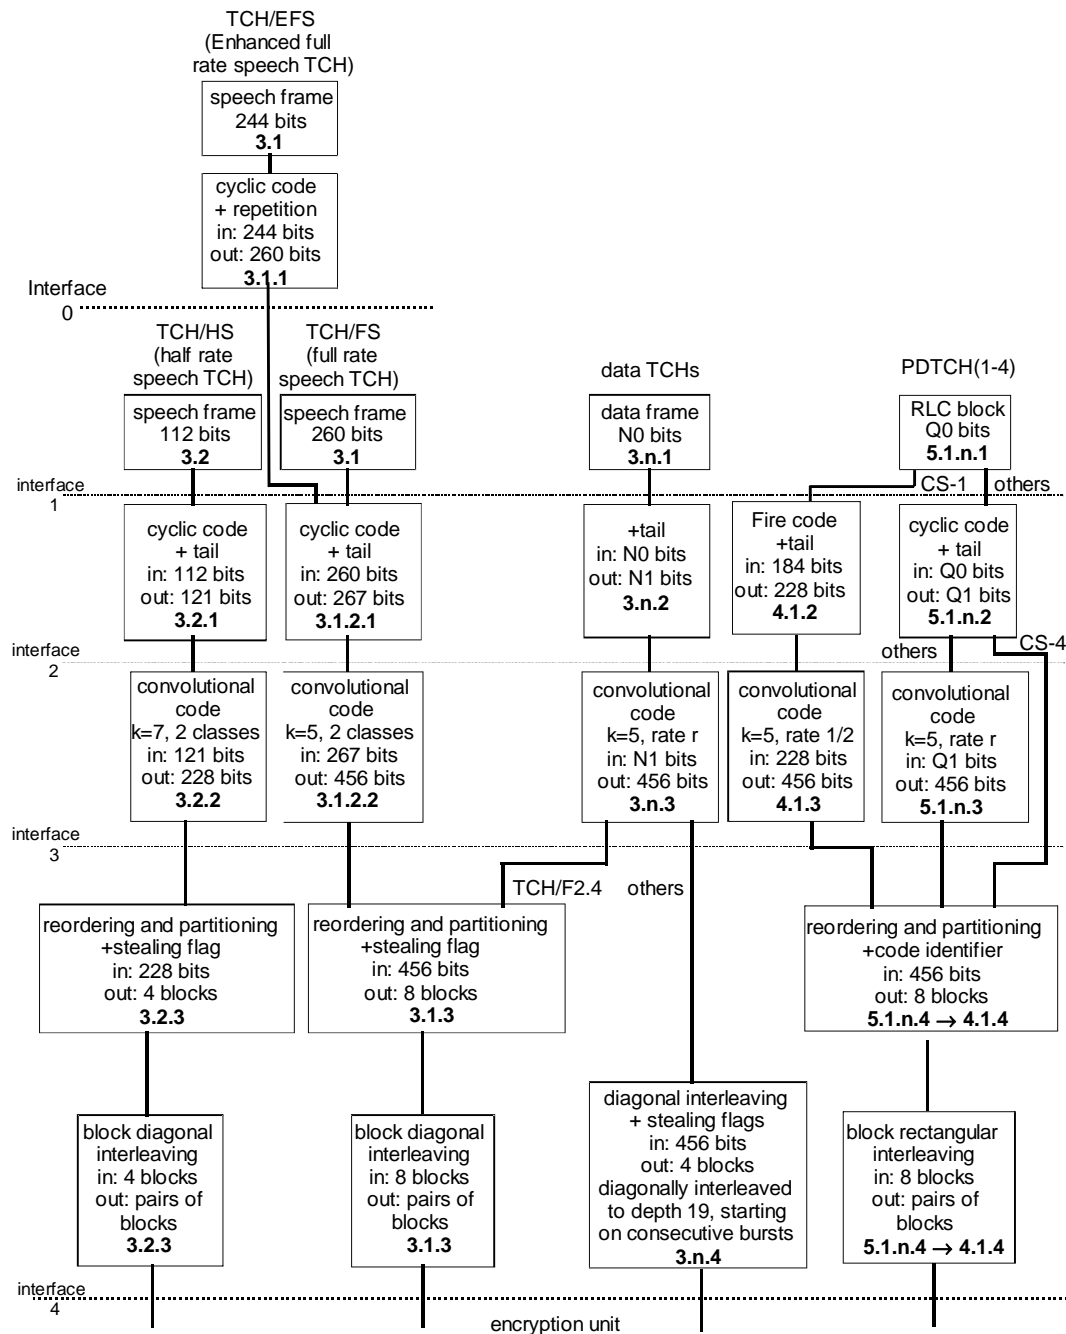 TCH/EFS
(Enhanced full
rate speech TCH)
speech frame
244 bits
3.1
cyclic code
+ repetition
in: 244 bits
out: 260 bits
3.1.1
Interface
0
TCH/HS
(half rate
speech TCH)
TCH/FS
(full rate
speech TCH)
data TCHs
PDTCH(1-4)
speech frame
112 bits
3.2
speech frame
260 bits
3.1
data frame
N0 bits
3.n.1
RLC block
Q0 bits
5.1.n.1
interface
1
CS-1
others
cyclic code
+ tail
in: 112 bits
out: 121 bits
3.2.1
cyclic code
+ tail
in: 260 bits
out: 267 bits
3.1.2.1
+tail
in: N0 bits
out: N1 bits
3.n.2
Fire code
+tail
in: 184 bits
out: 228 bits
4.1.2
cyclic code
+ tail
in: Q0 bits
out: Q1 bits
5.1.n.2
interface
2
others
CS-4
convolutional
code
k=7, 2 classes
in: 121 bits
out: 228 bits
3.2.2
convolutional
code
k=5, 2 classes
in: 267 bits
out: 456 bits
3.1.2.2
convolutional
code
k=5, rate r
in: N1 bits
out: 456 bits
3.n.3
convolutional
code
k=5, rate 1/2
in: 228 bits
out: 456 bits
4.1.3
convolutional
code
k=5, rate r
in: Q1 bits
out: 456 bits
5.1.n.3
interface
3
TCH/F2.4
others
reordering and partitioning
+stealing flag
in: 228 bits
out: 4 blocks
3.2.3
reordering and partitioning
+stealing flag
in: 456 bits
out: 8 blocks
3.1.3
reordering and partitioning
+code identifier
in: 456 bits
out: 8 blocks
5.1.n.4 → 4.1.4
block diagonal
interleaving
in: 4 blocks
out: pairs of
blocks
3.2.3
block diagonal
interleaving
in: 8 blocks
out: pairs of
blocks
3.1.3
diagonal interleaving
+ stealing flags
in: 456 bits
out: 4 blocks
diagonally interleaved
to depth 19, starting
on consecutive bursts
3.n.4
block rectangular
interleaving
in: 8 blocks
out: pairs of
blocks
5.1.n.4 → 4.1.4
interface
4
encryption unit